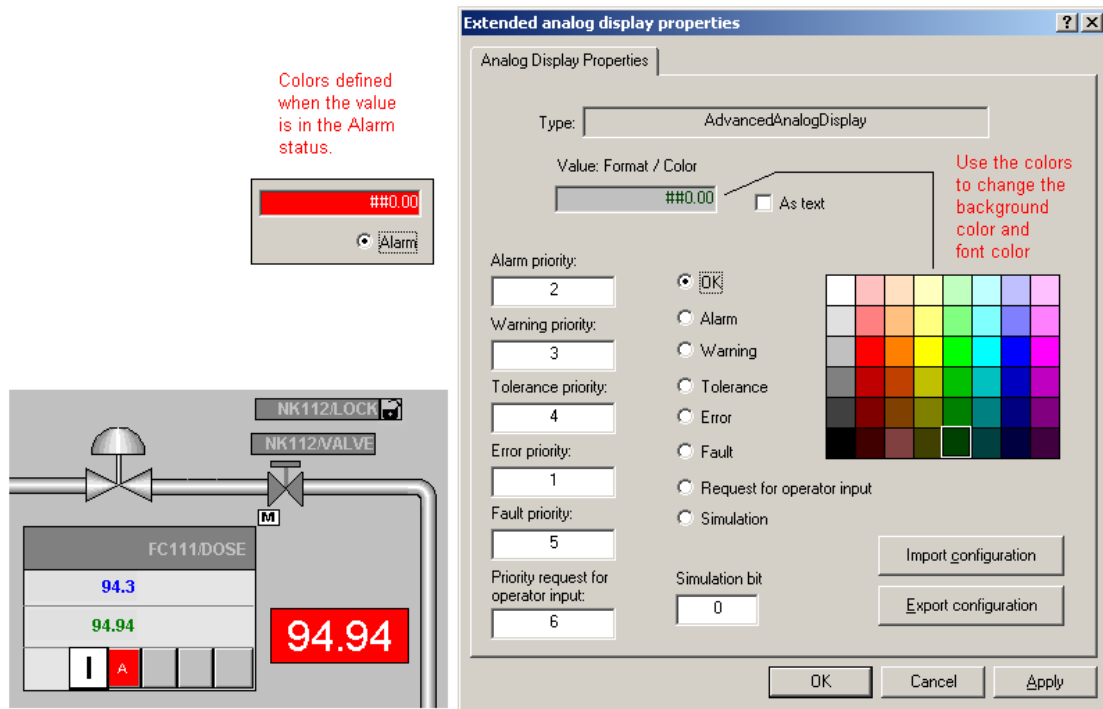 Extended analog display properties
Analog Display Properties
Colors defined
when the value
is in the Alarm
status.
##0.00
Alarm
Type:
AdvancedAnalogDisplay
Value: Format / Color
##0.00
As text
Use the colors
to change the
background
color and
font color
Alarm priority:
2
Warning priority:
3
Tolerance priority:
4
Error priority:
1
Fault priority:
5
Priority request for
operator input:
6
OK
Alarm
Warning
Tolerance
Error
Fault
Request for operator input
Simulation
Simulation bit
0
Import configuration
Export configuration
OK
Cancel
Apply
NK112/LOCK
NK112/VALVE
M
FC111/DOSE
94.3
94.94
I
A
94.94